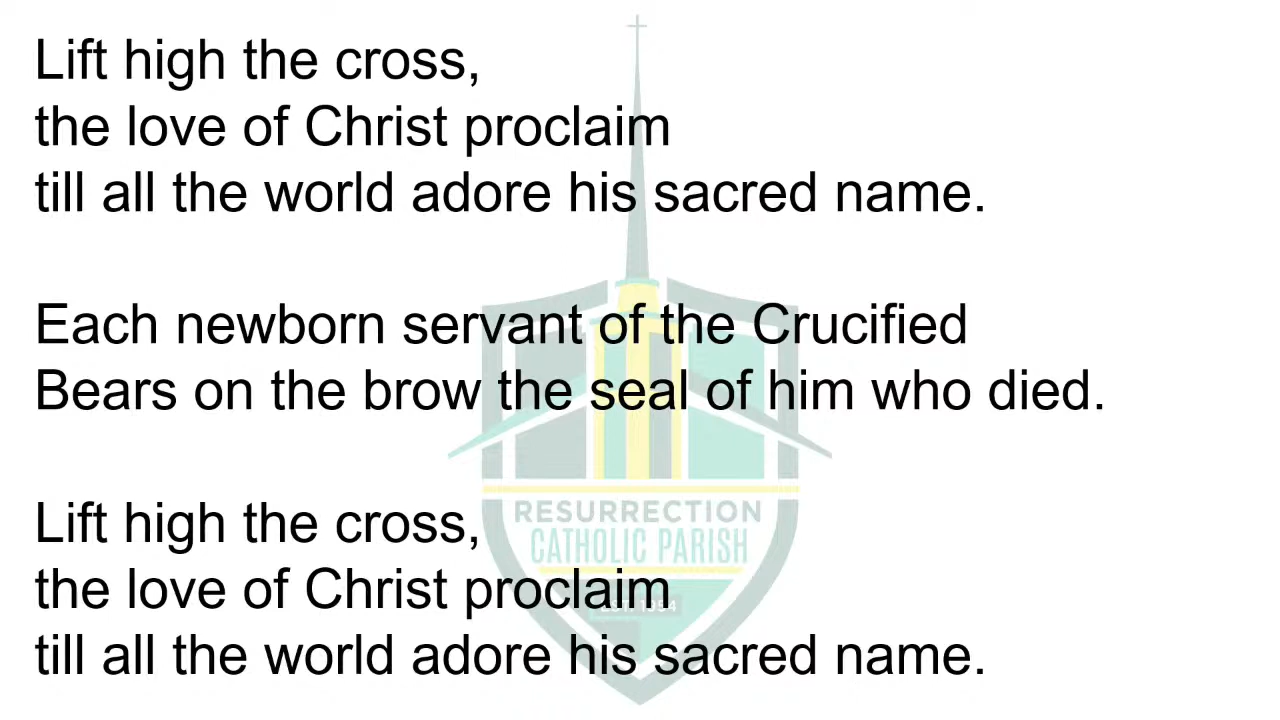 Lift high the cross,
the love of Christ proclaim
till all the world adore his sacred name.
Each newborn servant of the Crucified
Bears on the brow the seal of him who died.
Lift high the cross,
RESURRECTION
CATHOLIC PARISH
the love of Christ proclaim
till all the world adore his sacred name.